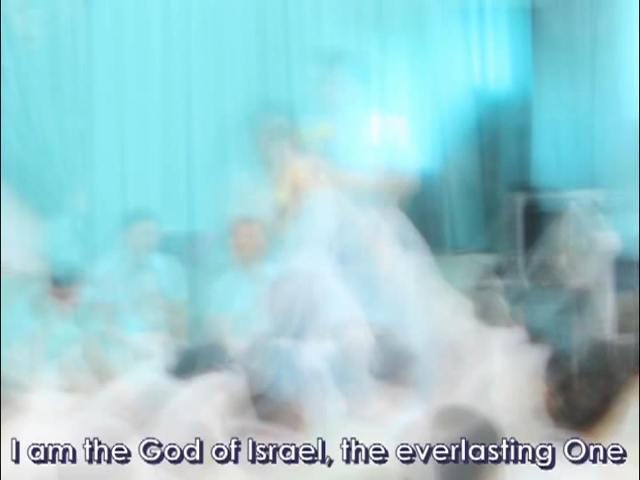 I am the God of Israel, the everlasting One